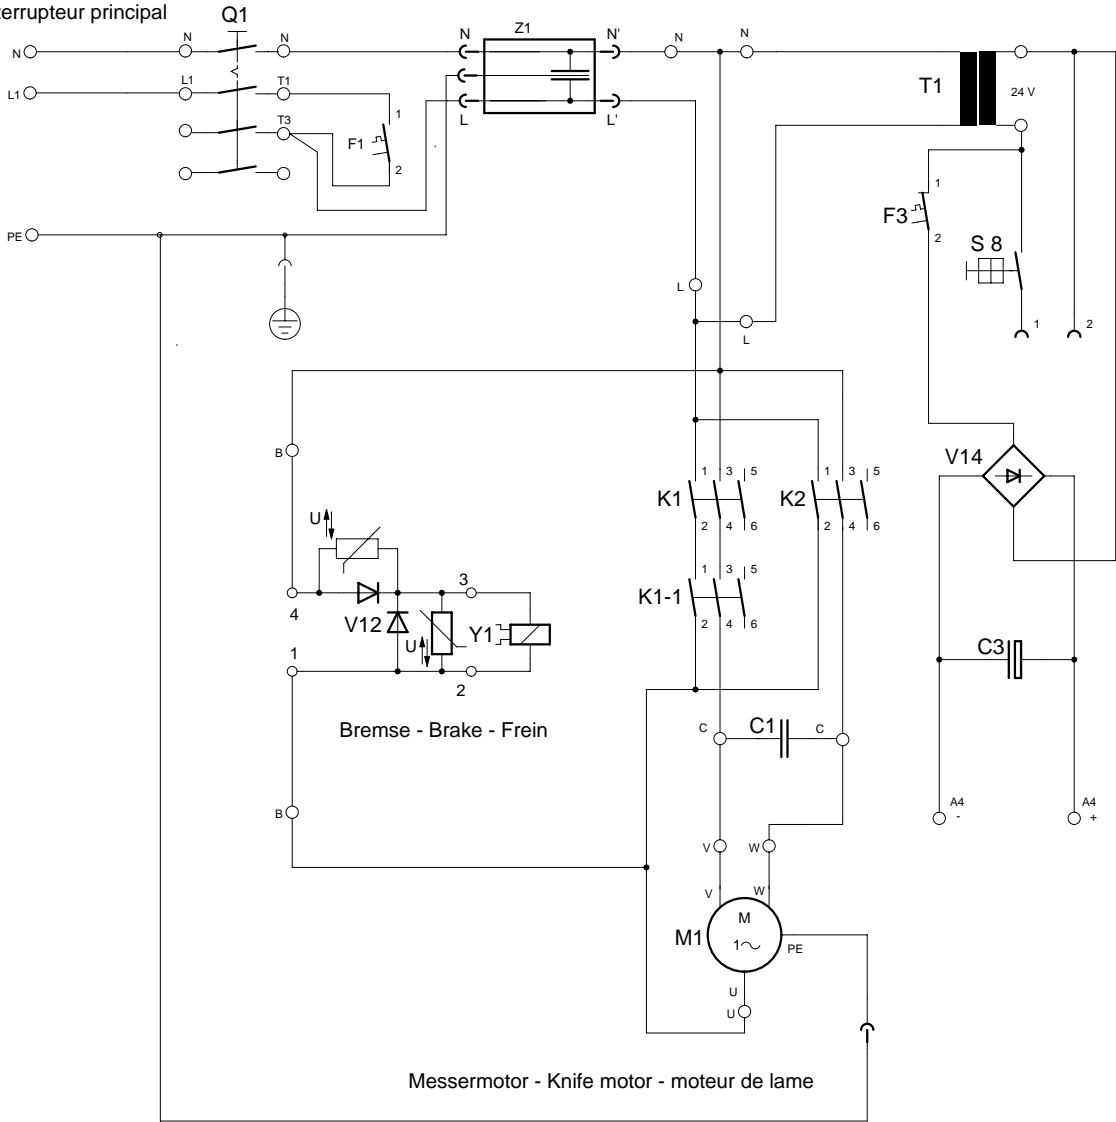 terrupteur principal
Q1
N
N
N
N
Z1
N'
N
N
T1
24 V
L1
L1
T1
1
F1
2
T3
L
L'
PE
1
F3
2
S 8
1
2
L
L
B
V14
K1
1
3
5
2
4
6
K2
1
3
5
2
4
6
K1-1
1
3
5
2
4
6
U
4
V12
3
U
Y1
1
2
C3
Bremse - Brake - Frein
C
C1
C
B
A4
-
A4
+
V
W
V
W
M1
M
1
PE
U
U
Messermotor - Knife motor - moteur de lame